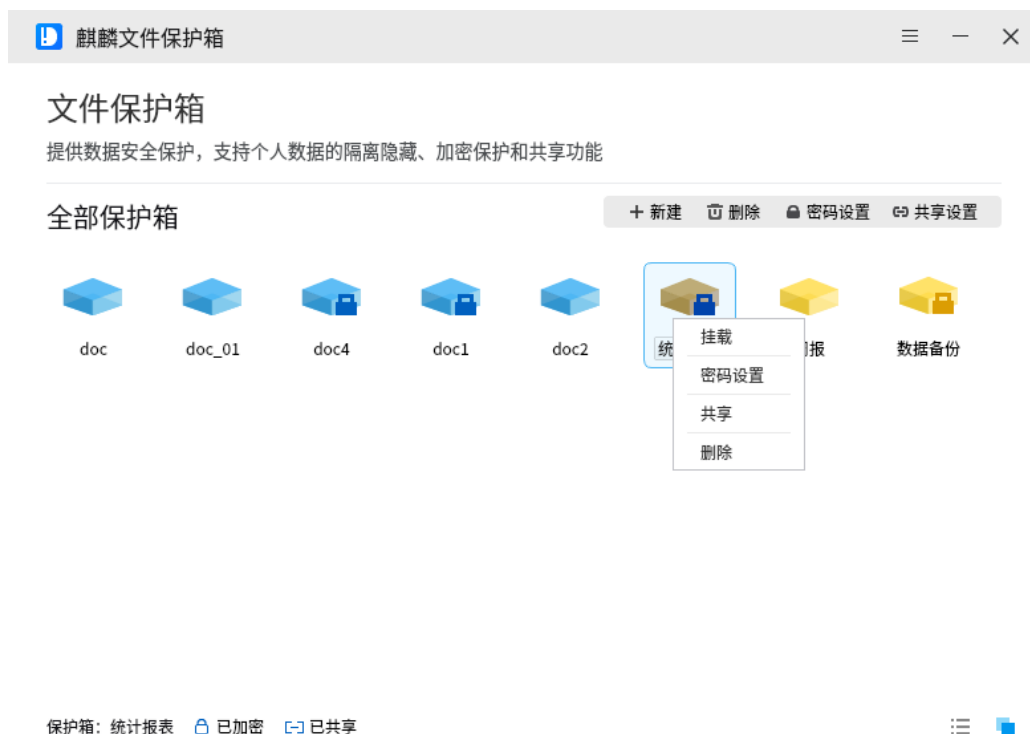 麒麟文件保护箱
文件保护箱
提供数据安全保护，支持个人数据的隔离隐藏、加密保护和共享功能
全部保护箱
新建 删除 密码设置 共享设置
doc doc_01 doc4 doc1 doc2 统 报 数据备份
挂载
密码设置
共享
删除
保护箱：统计报表 已加密 已共享